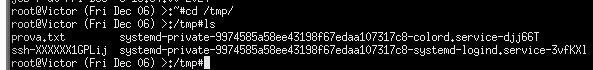 root@Victor (Fri Dec 06) >:~#cd /tmp/
root@Victor (Fri Dec 06) >:/tmp#ls
prova.txt systemd-private-9974585a58ee43198f67edaa107317c8-colord.service-djj66T
ssh-XXXXXX1GPLij systemd-private-9974585a58ee43198f67edaa107317c8-systemd-logind.service-3vfKXl
root@Victor (Fri Dec 06) >:/tmp#